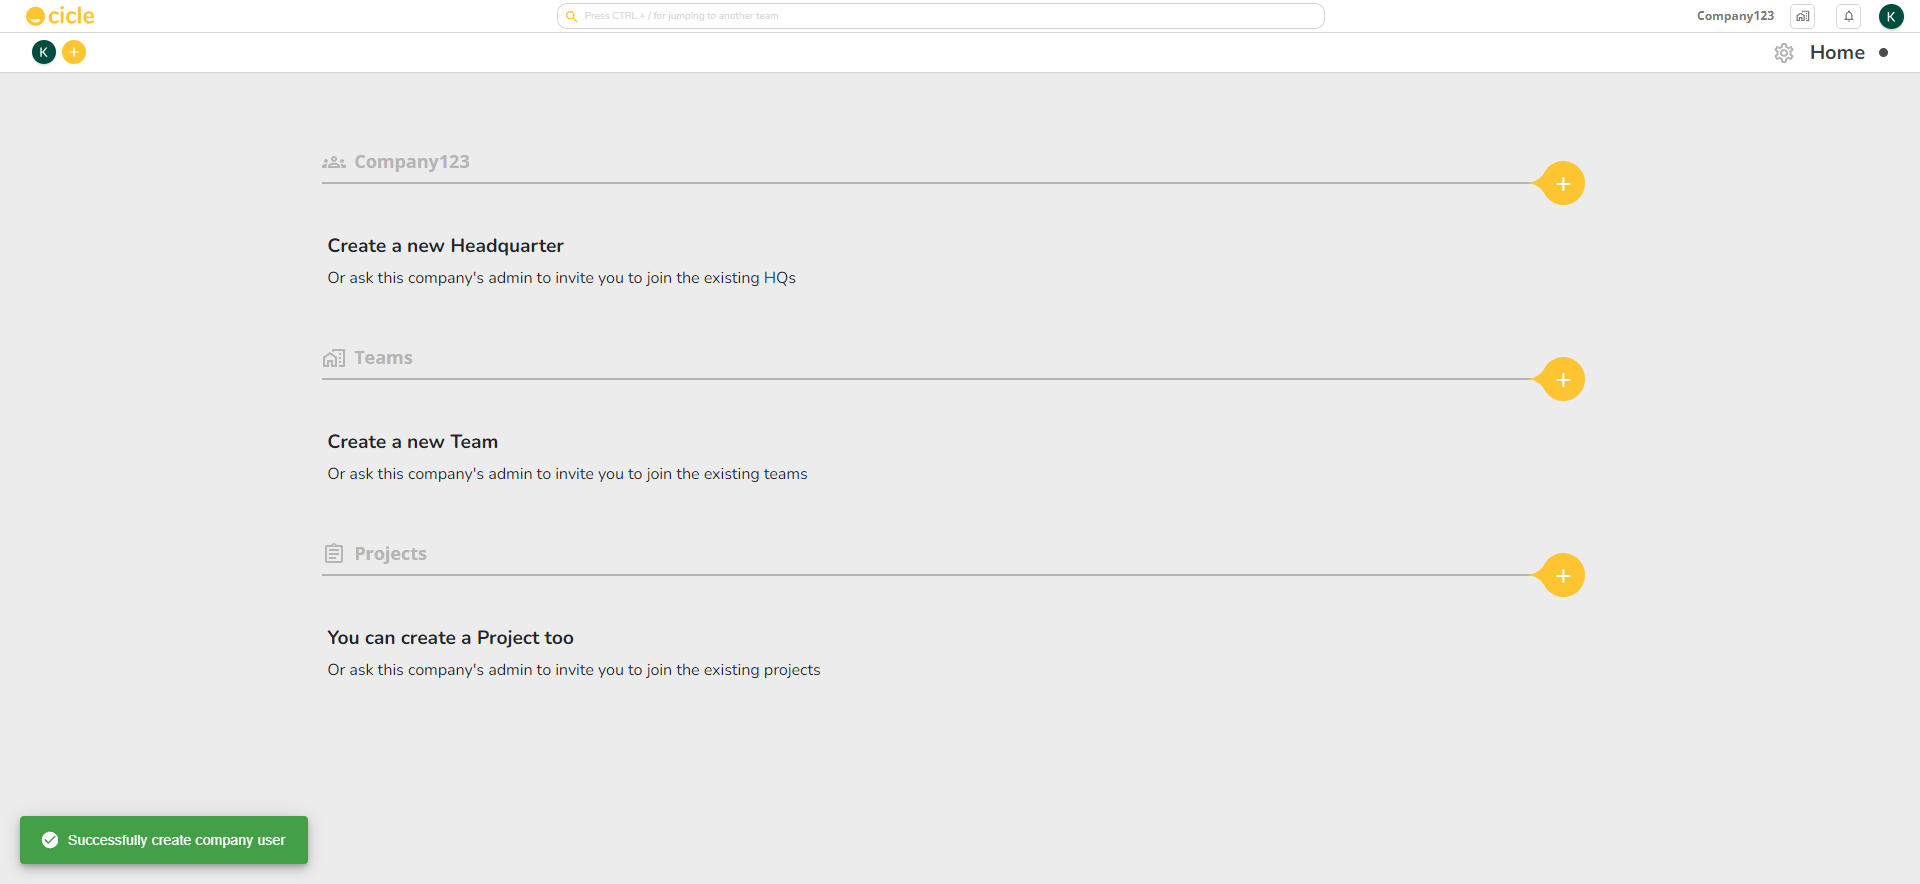 cicle
Press CTRL + / for jumping to another team
Company123
K
K
+
Home
Company123
+
Create a new Headquarter
Or ask this company's admin to invite you to join the existing HQs
Teams
+
Create a new Team
Or ask this company's admin to invite you to join the existing teams
Projects
+
You can create a Project too
Or ask this company's admin to invite you to join the existing projects
Successfully create company user